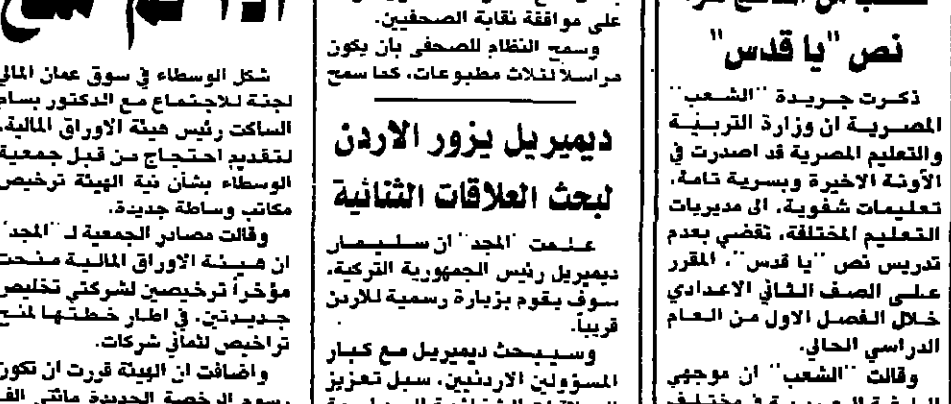 نص "يا قدس"
ذكرت جريدة "الشعب"
المصرية ان وزارة التربية
والتعليم المصرية قد اصدرت في
الآونة الاخيرة وبسرية تامة،
تعليمات شفوية، الى مديريات
التعليم المختلفة، تقضي بعدم
تدريس نص "يا قدس"، المقرر
على الصف الثاني الاعدادي
خلال الفصل الاول من العام
الدراسي الحالي.
وقالت "الشعب" ان موجهي
على موافقة نقابة الصحفيين.
وسمح النظام للصحفي بان يكون
مراسلا لثلاث مطبوعات، كما سمح
ديميريل يزور الاردن
لبحث العلاقات الثنائية
علمت "المجد" ان سليمان
ديميريل رئيس الجمهورية التركية،
سوف يقوم بزيارة رسمية للاردن
قريباً.
وسيبحث ديميريل مع كبار
المسؤولين الاردنيين، سبل تعزيز
شكل الوسطاء في سوق عمان المالي
لجنة للاجتماع مع الدكتور بسام
الساكت رئيس هيئة الاوراق المالية،
لتقديم احتجاج من قبل جمعية
الوسطاء بشأن نية الهيئة ترخيص
مكاتب وساطة جديدة.
وقالت مصادر الجمعية لـ "المجد"
ان هيئة الاوراق المالية منحت
مؤخراً ترخيصين لشركتي تخليص
جديدتين، في اطار خطتها لمنح
تراخيص لثماني شركات.
واضافت ان الهيئة قررت ان تكون
رسوم الرخصة الجديدة مائتي الف